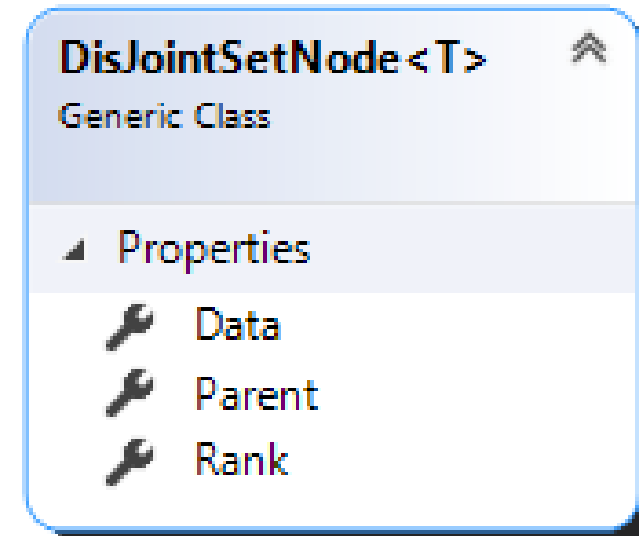 DisJointSetNode<T>
Generic Class
Properties
Data
Parent
Rank